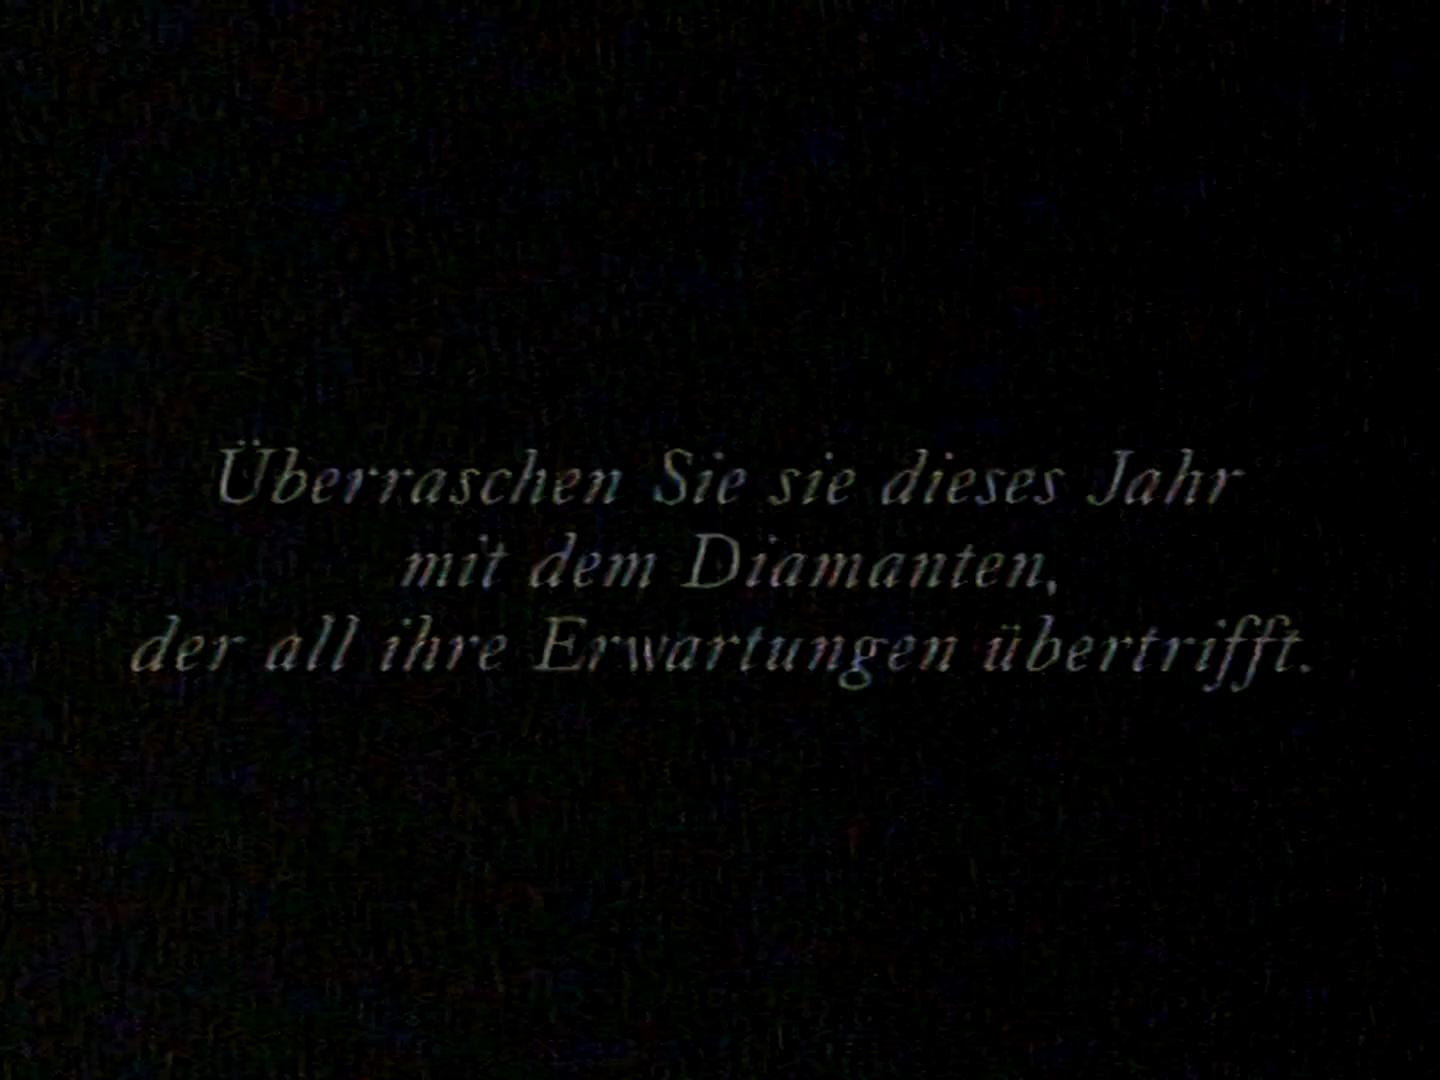 Überraschen Sie sie dieses Jahr
mit dem Diamanten,
der all ihre Erwartungen übertrifft.